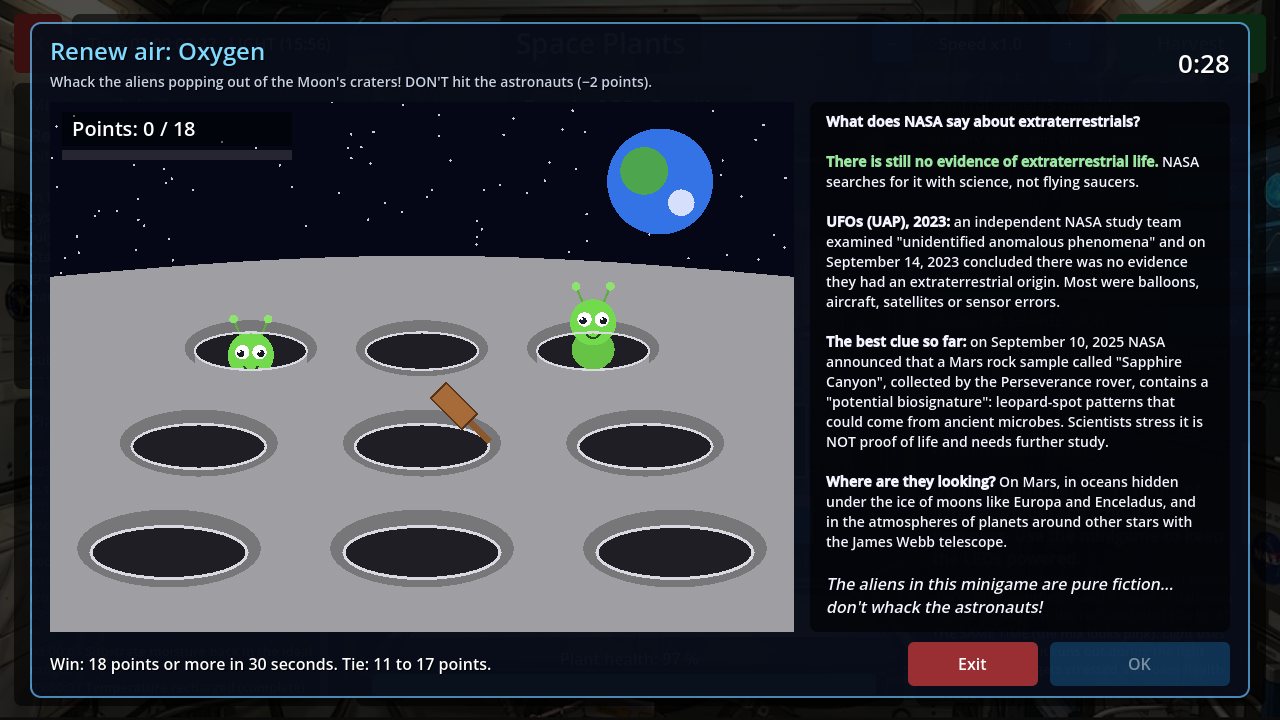 Renew air: Oxygen
Whack the aliens popping out of the Moon's craters! DON'T hit the astronauts (−2 points).
0:28
Points: 0 / 18
What does NASA say about extraterrestrials?
There is still no evidence of extraterrestrial life. NASA
searches for it with science, not flying saucers.
UFOs (UAP), 2023: an independent NASA study team
examined "unidentified anomalous phenomena" and on
September 14, 2023 concluded there was no evidence
they had an extraterrestrial origin. Most were balloons,
aircraft, satellites or sensor errors.
The best clue so far: on September 10, 2025 NASA
announced that a Mars rock sample called "Sapphire
Canyon", collected by the Perseverance rover, contains a
"potential biosignature": leopard-spot patterns that
could come from ancient microbes. Scientists stress it is
NOT proof of life and needs further study.
Where are they looking? On Mars, in oceans hidden
under the ice of moons like Europa and Enceladus, and
in the atmospheres of planets around other stars with
the James Webb telescope.
The aliens in this minigame are pure fiction...
don't whack the astronauts!
Win: 18 points or more in 30 seconds. Tie: 11 to 17 points.
Exit
OK
Space Plants
Speed x1.0
Harvest
Plant health: 97 %